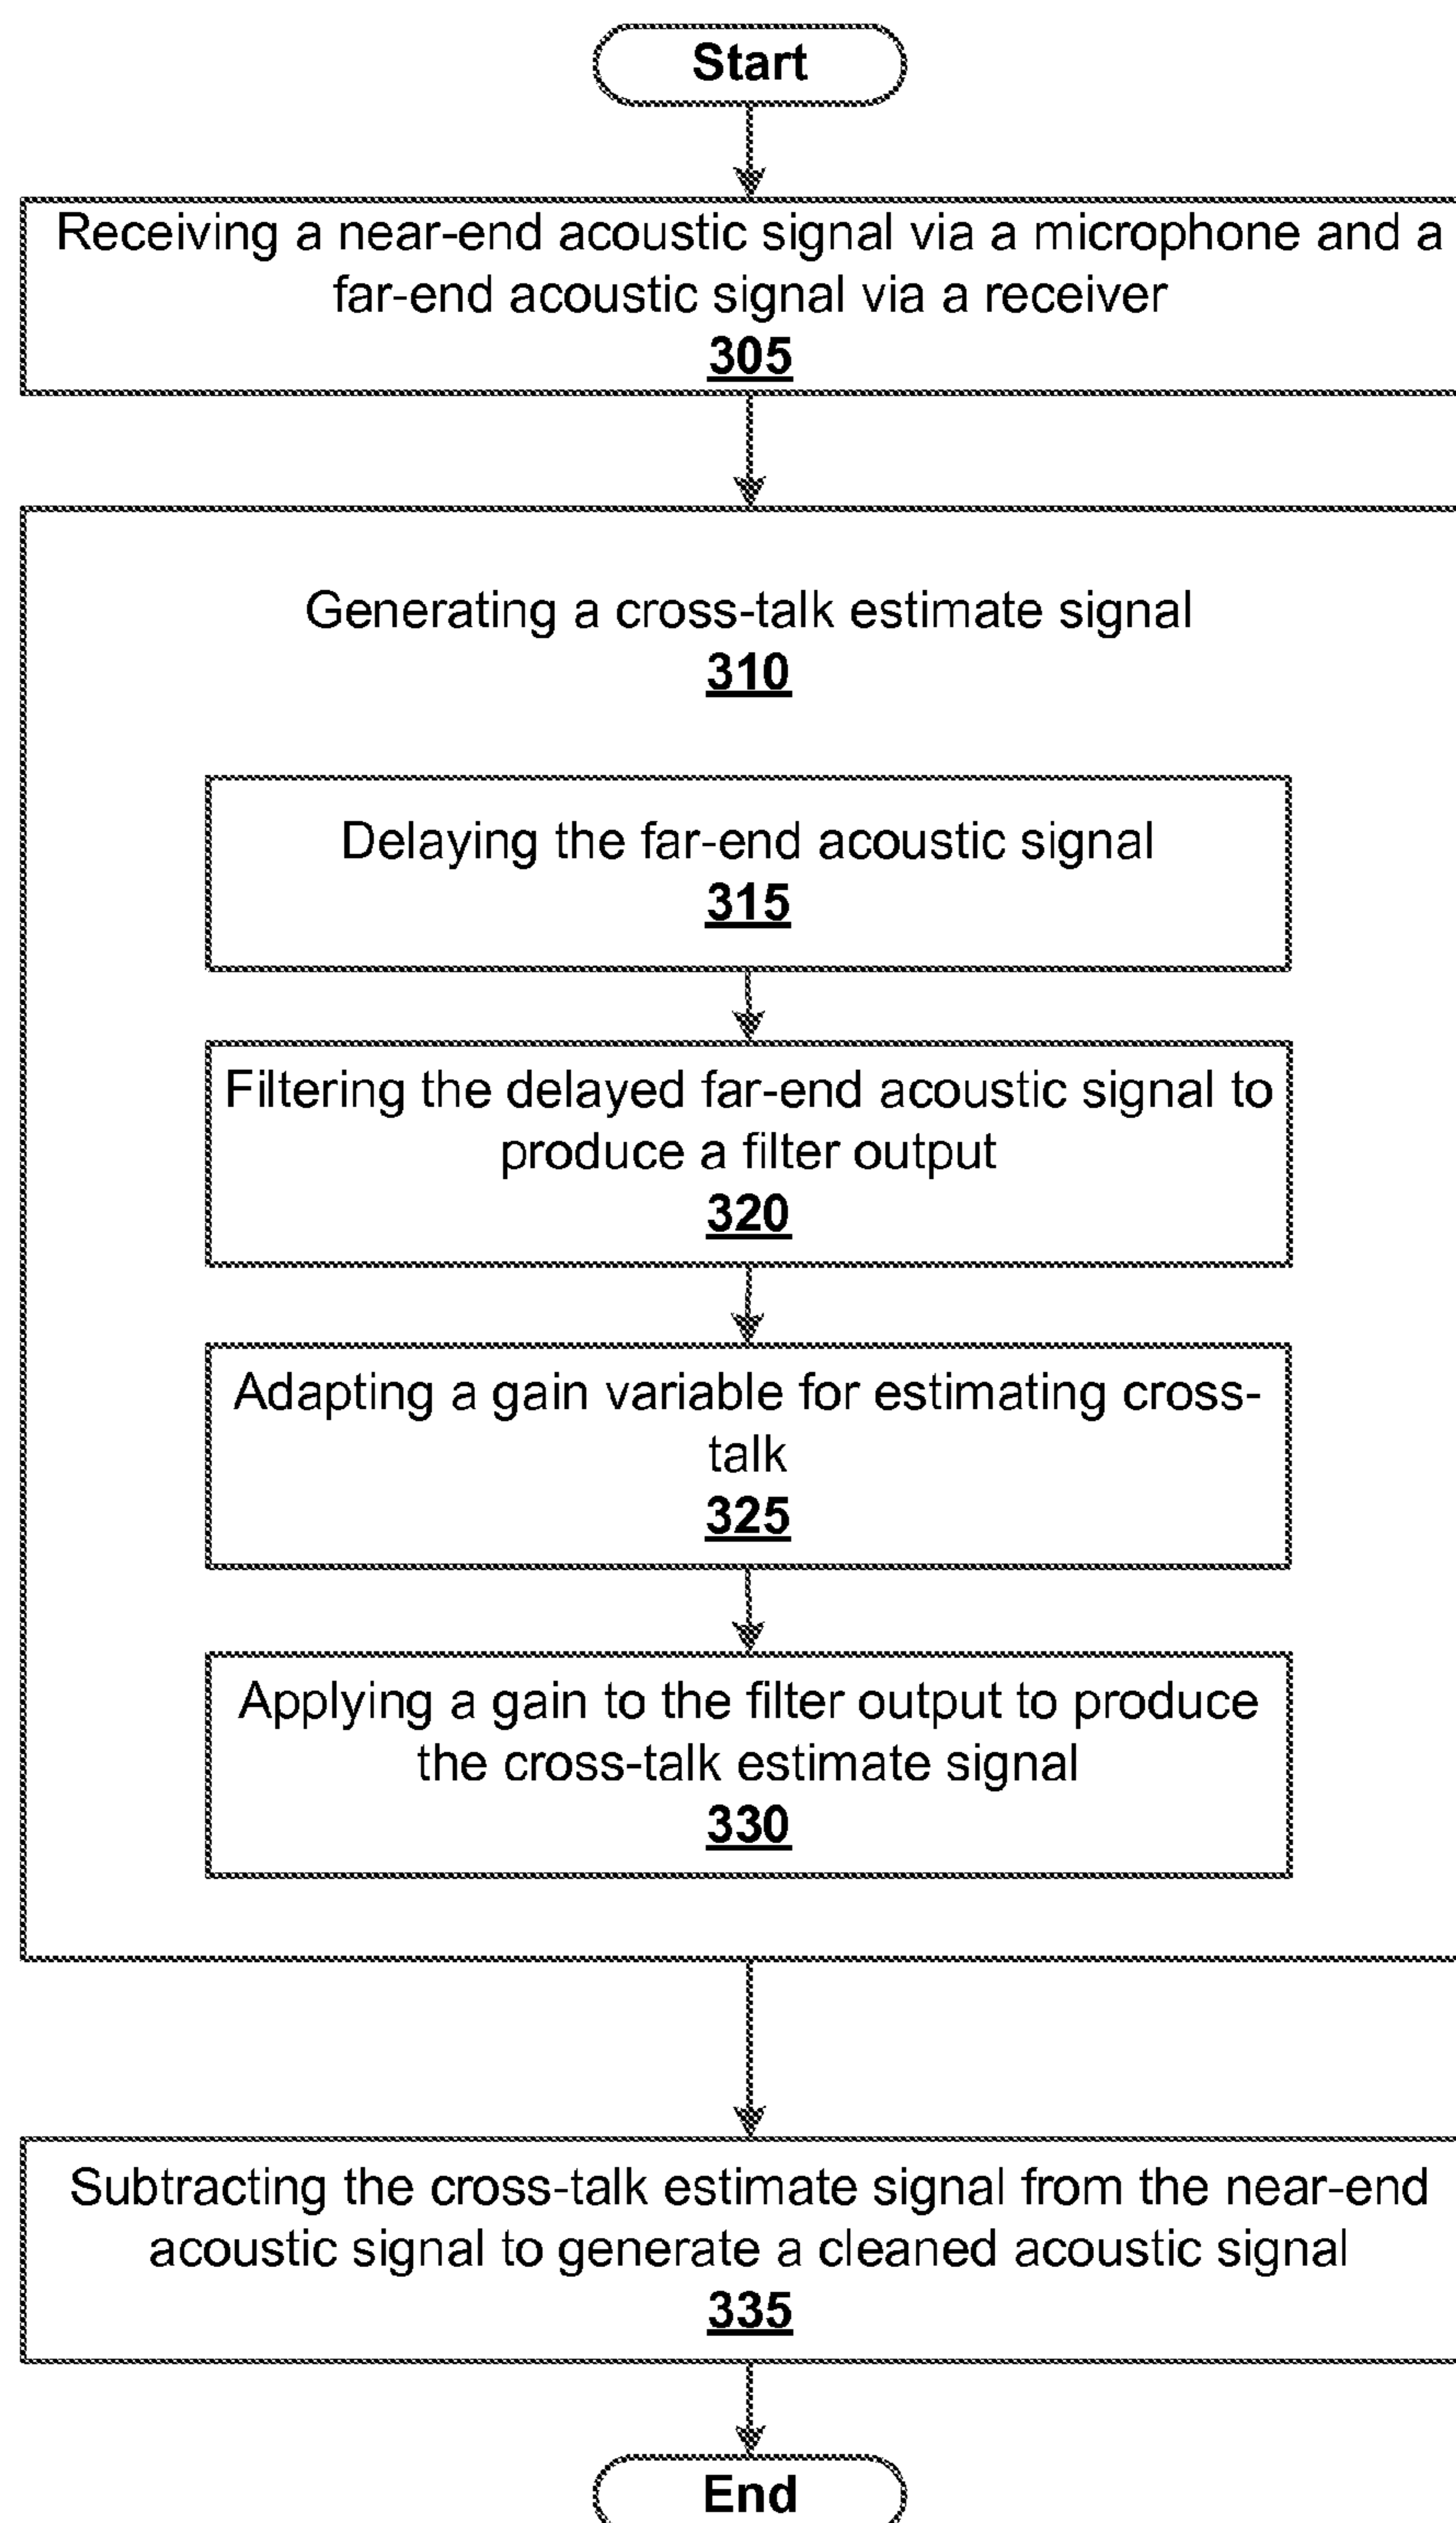 Start
Receiving a near-end acoustic signal via a microphone and a
far-end acoustic signal via a receiver
305
Generating a cross-talk estimate signal
310
Delaying the far-end acoustic signal
315
Filtering the delayed far-end acoustic signal to
produce a filter output
320
Adapting a gain variable for estimating cross-
talk
325
Applying a gain to the filter output to produce
the cross-talk estimate signal
330
Subtracting the cross-talk estimate signal from the near-end
acoustic signal to generate a cleaned acoustic signal
335
End